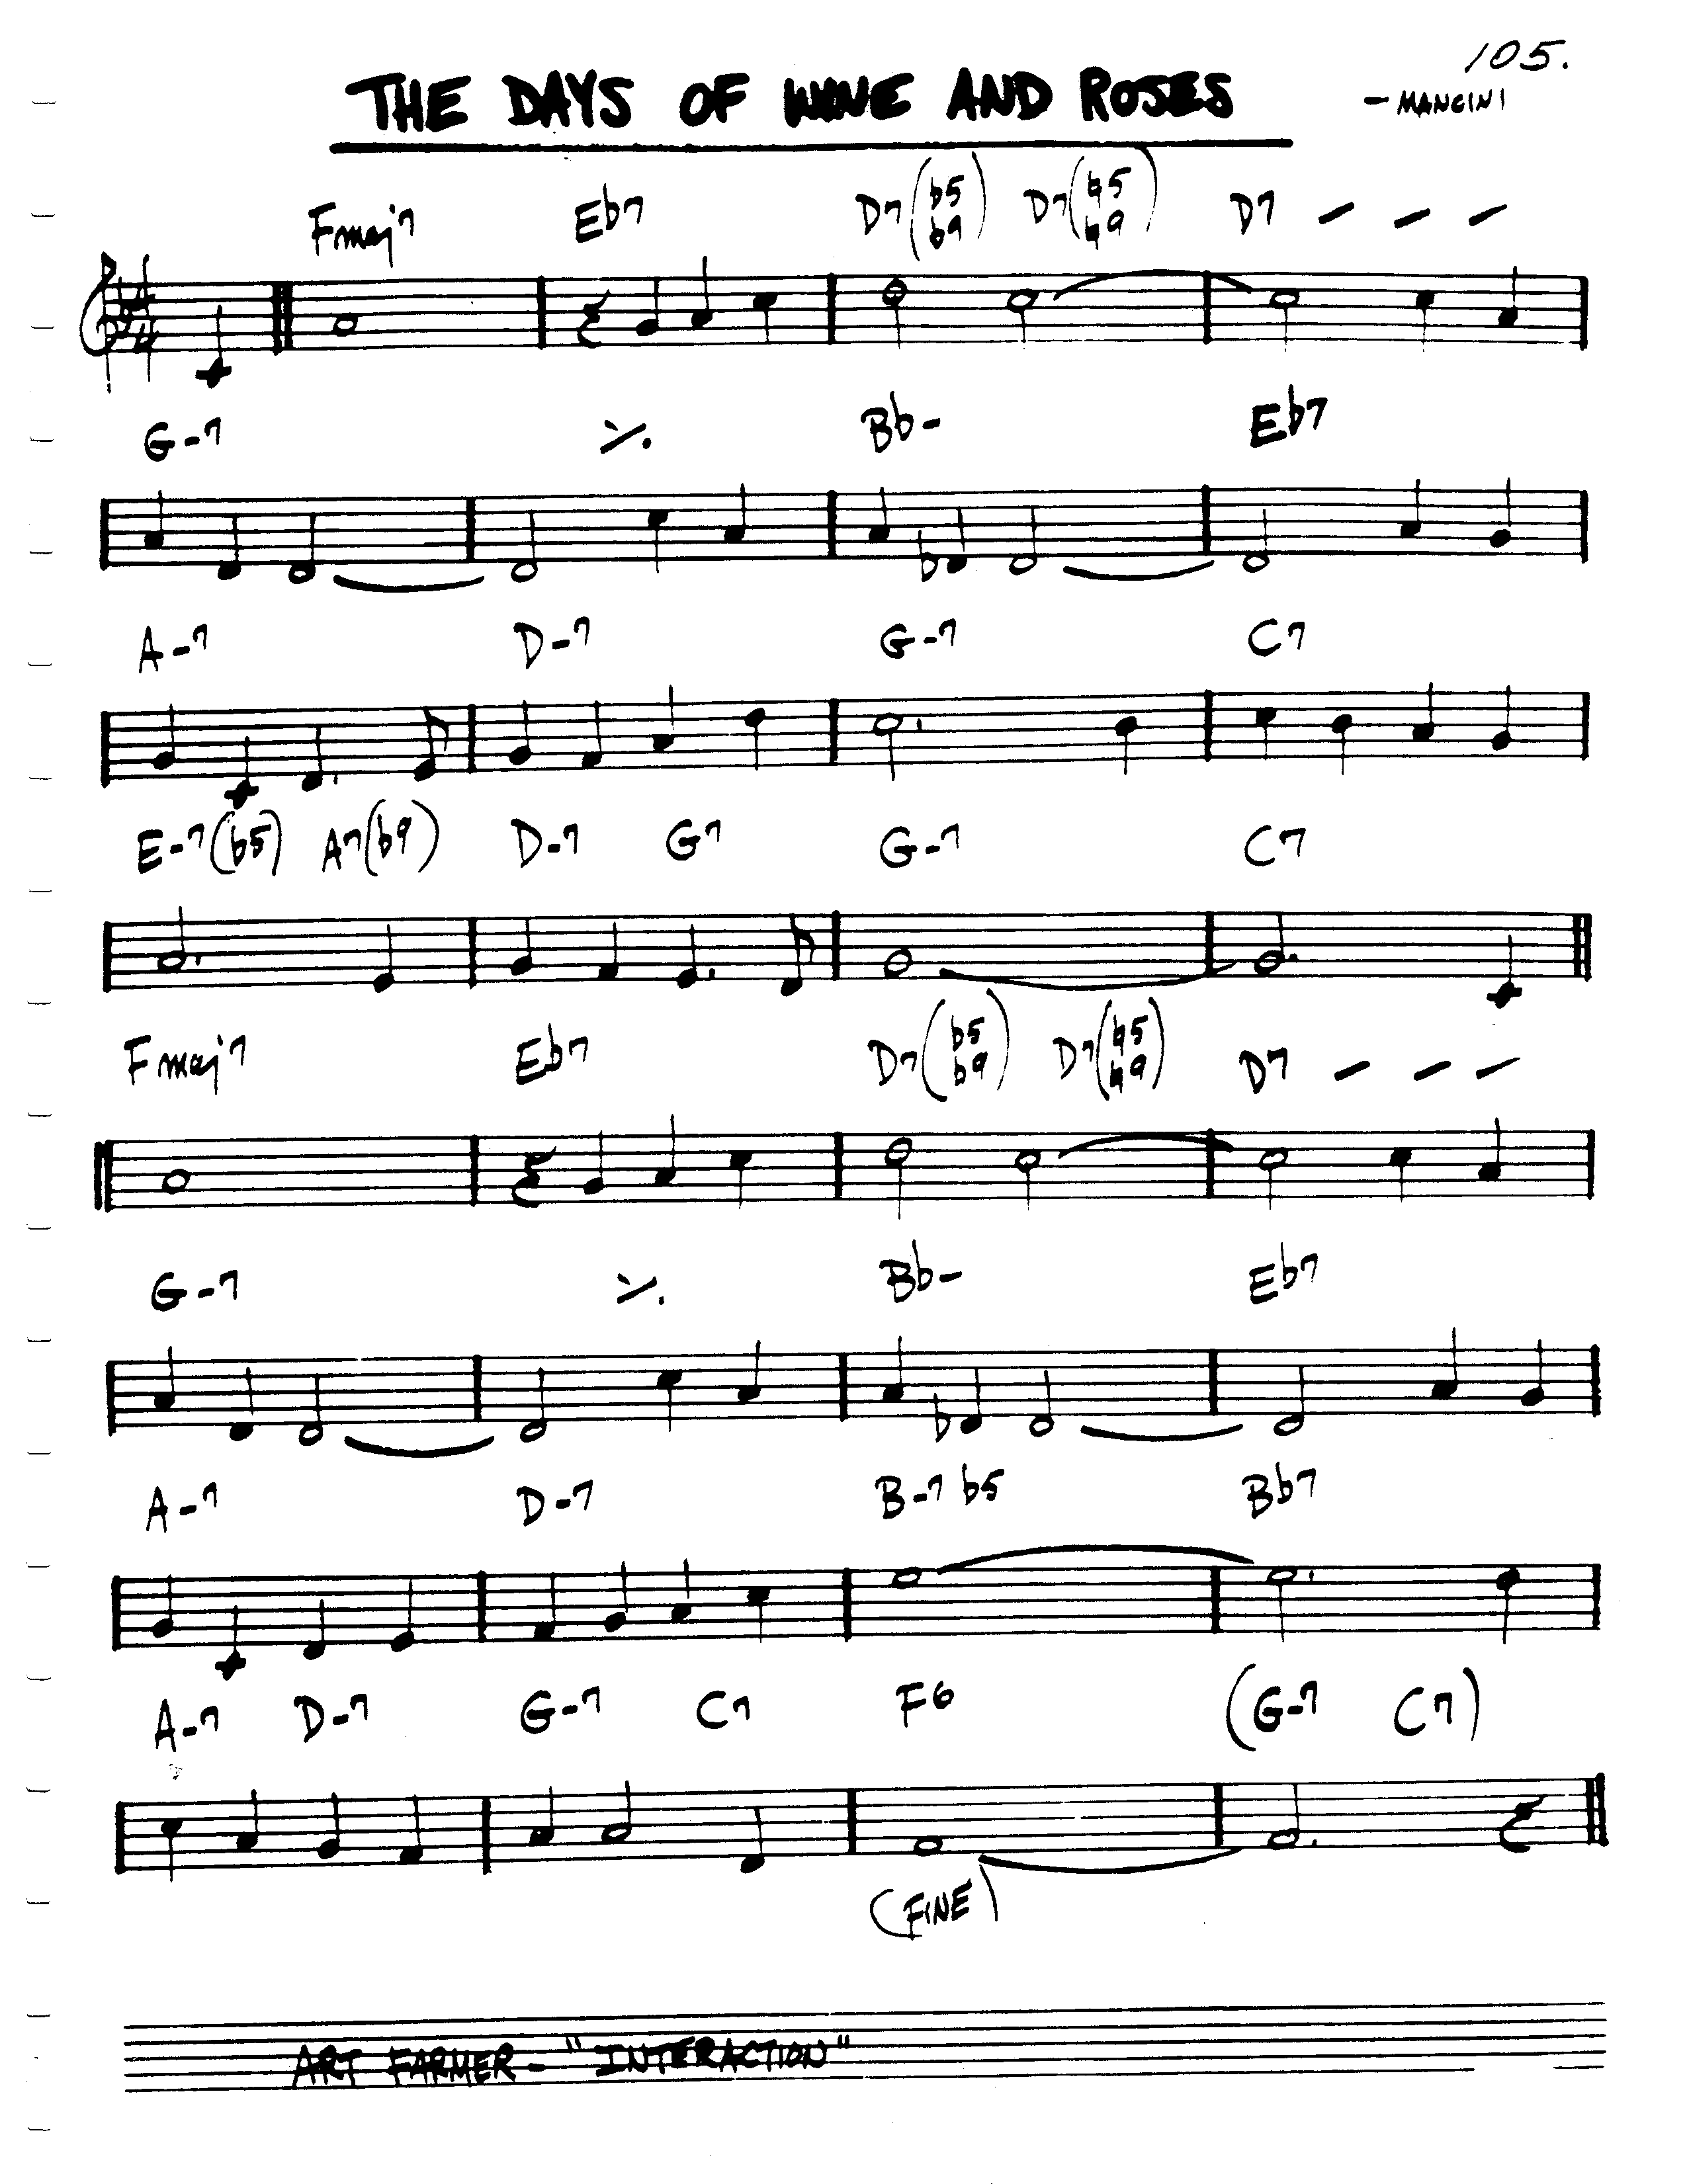 105.
THE DAYS OF WINE AND ROSES
- MANCINI
Fmaj7 Eb7 D7(b5 b9) D7(♮5 ♮9) D7 - - -
4/4
G-7 ٪ Bb- Eb7
A-7 D-7 G-7 C7
E-7(b5) A7(b9) D-7 G7 G-7 C7
Fmaj7 Eb7 D7(b5 b9) D7(♮5 ♮9) D7 - - -
G-7 ٪ Bb- Eb7
A-7 D-7 B-7 b5 Bb7
A-7 D-7 G-7 C7 F6 (G-7 C7)
(FINE)
ART FARMER - "INTERACTION"